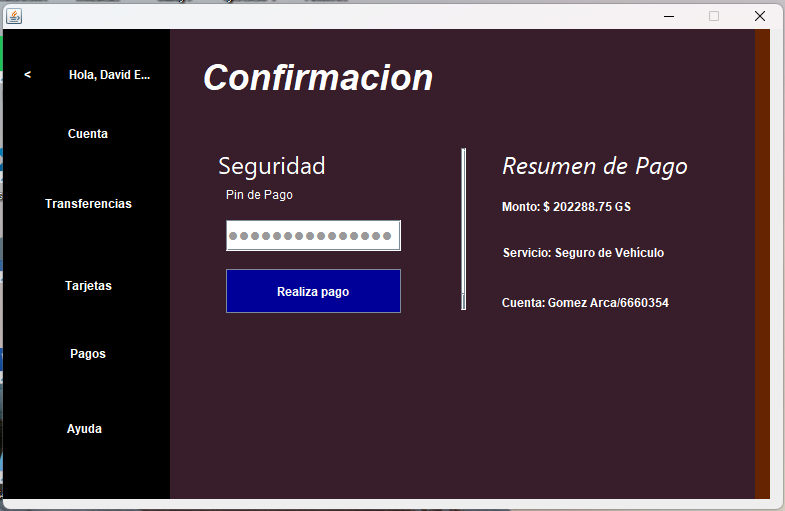 < Hola, David E...
Cuenta
Transferencias
Tarjetas
Pagos
Ayuda
Confirmacion
Seguridad
Pin de Pago
Realiza pago
Resumen de Pago
Monto: $ 202288.75 GS
Servicio: Seguro de Vehículo
Cuenta: Gomez Arca/6660354